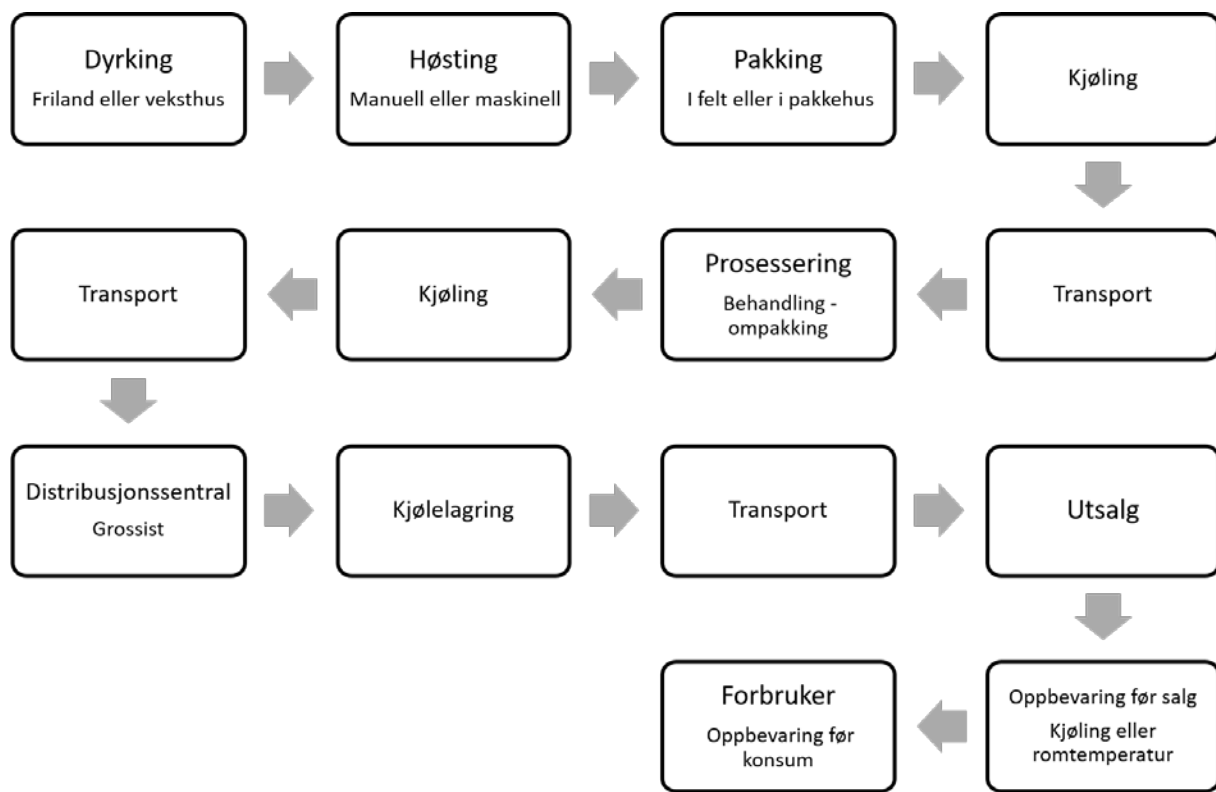 Dyrking
Friland eller veksthus
Høsting
Manuell eller maskinell
Pakking
I felt eller i pakkehus
Kjøling
Transport
Prosessering
Behandling -
ompakking
Kjøling
Transport
Distribusjonssentral
Grossist
Kjølelagring
Transport
Utsalg
Oppbevaring før salg
Kjøling eller
romtemperatur
Forbruker
Oppbevaring før
konsum